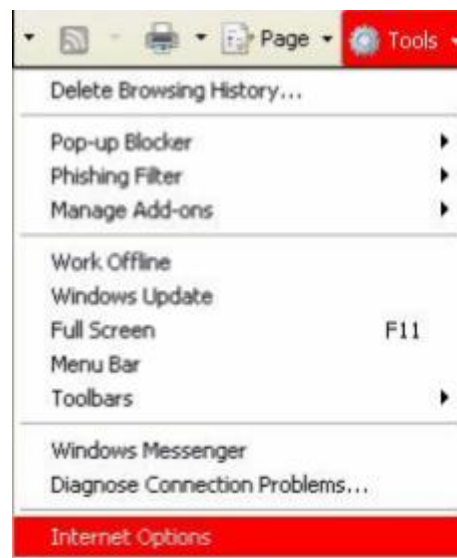 Page Tools
Delete Browsing History...
Pop-up Blocker
Phishing Filter
Manage Add-ons
Work Offline
Windows Update
Full Screen F11
Menu Bar
Toolbars
Windows Messenger
Diagnose Connection Problems...
Internet Options